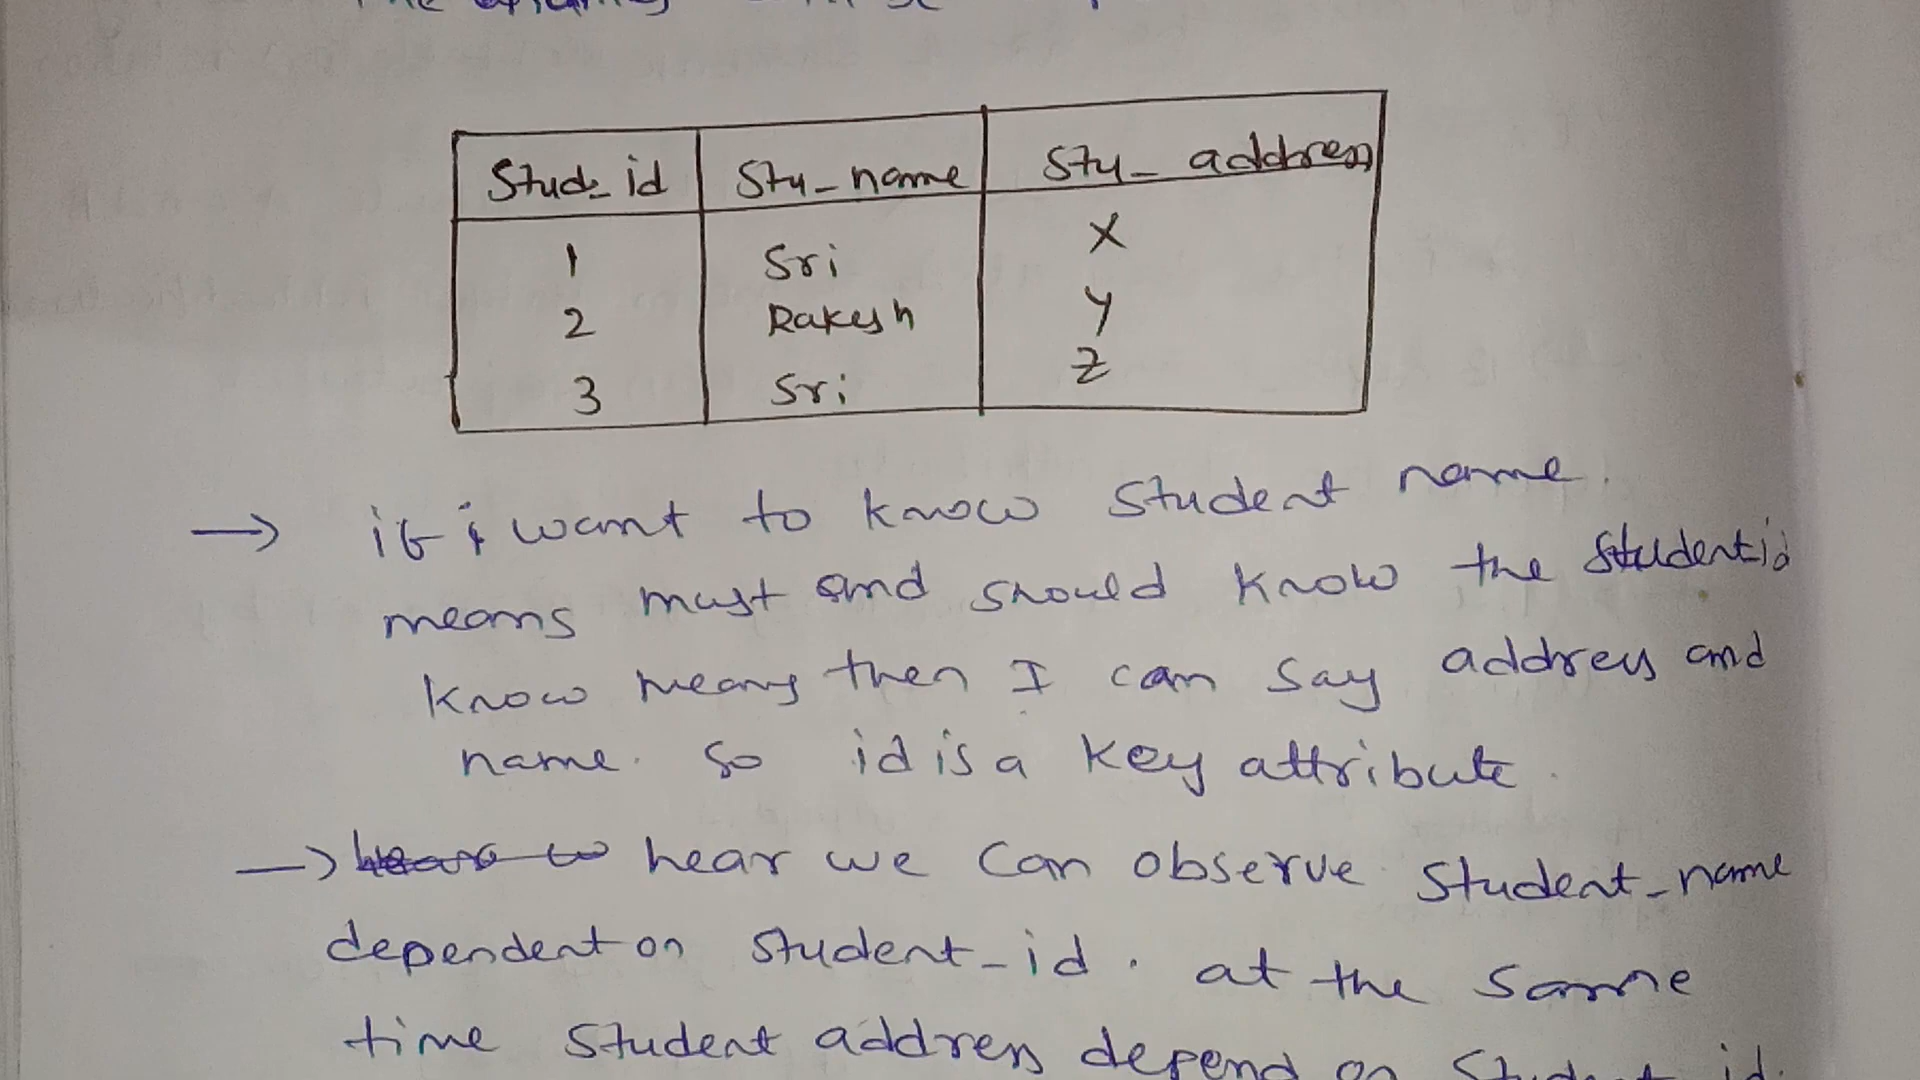 Stud_id Stu_name Stu_address
1 Sri X
2 Rakesh Y
3 Sri Z
→ if i want to know student name.
means must and should know the studentid
know means then I can say address and
name. so id is a key attribute.
→ hear we can observe student_name
dependent on student_id. at the same
time student address depend on student id.